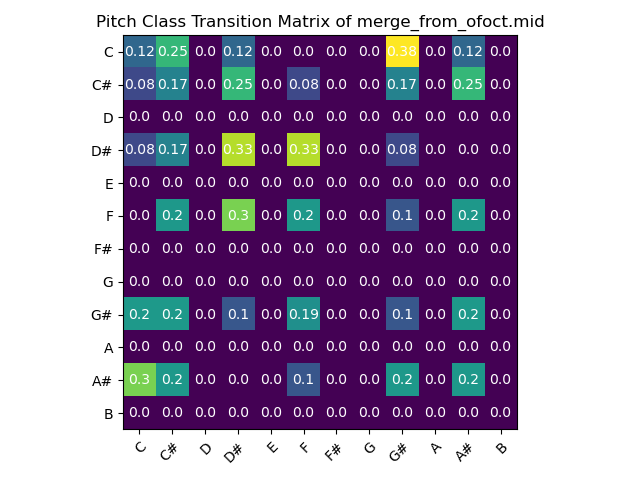 Pitch Class Transition Matrix of merge_from_ofoct.mid
C 0.12 0.25 0.0 0.12 0.0 0.0 0.0 0.0 0.38 0.0 0.12 0.0
C# 0.08 0.17 0.0 0.25 0.0 0.08 0.0 0.0 0.17 0.0 0.25 0.0
D 0.0 0.0 0.0 0.0 0.0 0.0 0.0 0.0 0.0 0.0 0.0 0.0
D# 0.08 0.17 0.0 0.33 0.0 0.33 0.0 0.0 0.08 0.0 0.0 0.0
E 0.0 0.0 0.0 0.0 0.0 0.0 0.0 0.0 0.0 0.0 0.0 0.0
F 0.0 0.2 0.0 0.3 0.0 0.2 0.0 0.0 0.1 0.0 0.2 0.0
F# 0.0 0.0 0.0 0.0 0.0 0.0 0.0 0.0 0.0 0.0 0.0 0.0
G 0.0 0.0 0.0 0.0 0.0 0.0 0.0 0.0 0.0 0.0 0.0 0.0
G# 0.2 0.2 0.0 0.1 0.0 0.19 0.0 0.0 0.1 0.0 0.2 0.0
A 0.0 0.0 0.0 0.0 0.0 0.0 0.0 0.0 0.0 0.0 0.0 0.0
A# 0.3 0.2 0.0 0.0 0.0 0.1 0.0 0.0 0.2 0.0 0.2 0.0
B 0.0 0.0 0.0 0.0 0.0 0.0 0.0 0.0 0.0 0.0 0.0 0.0
C C# D D# E F F# G G# A A# B